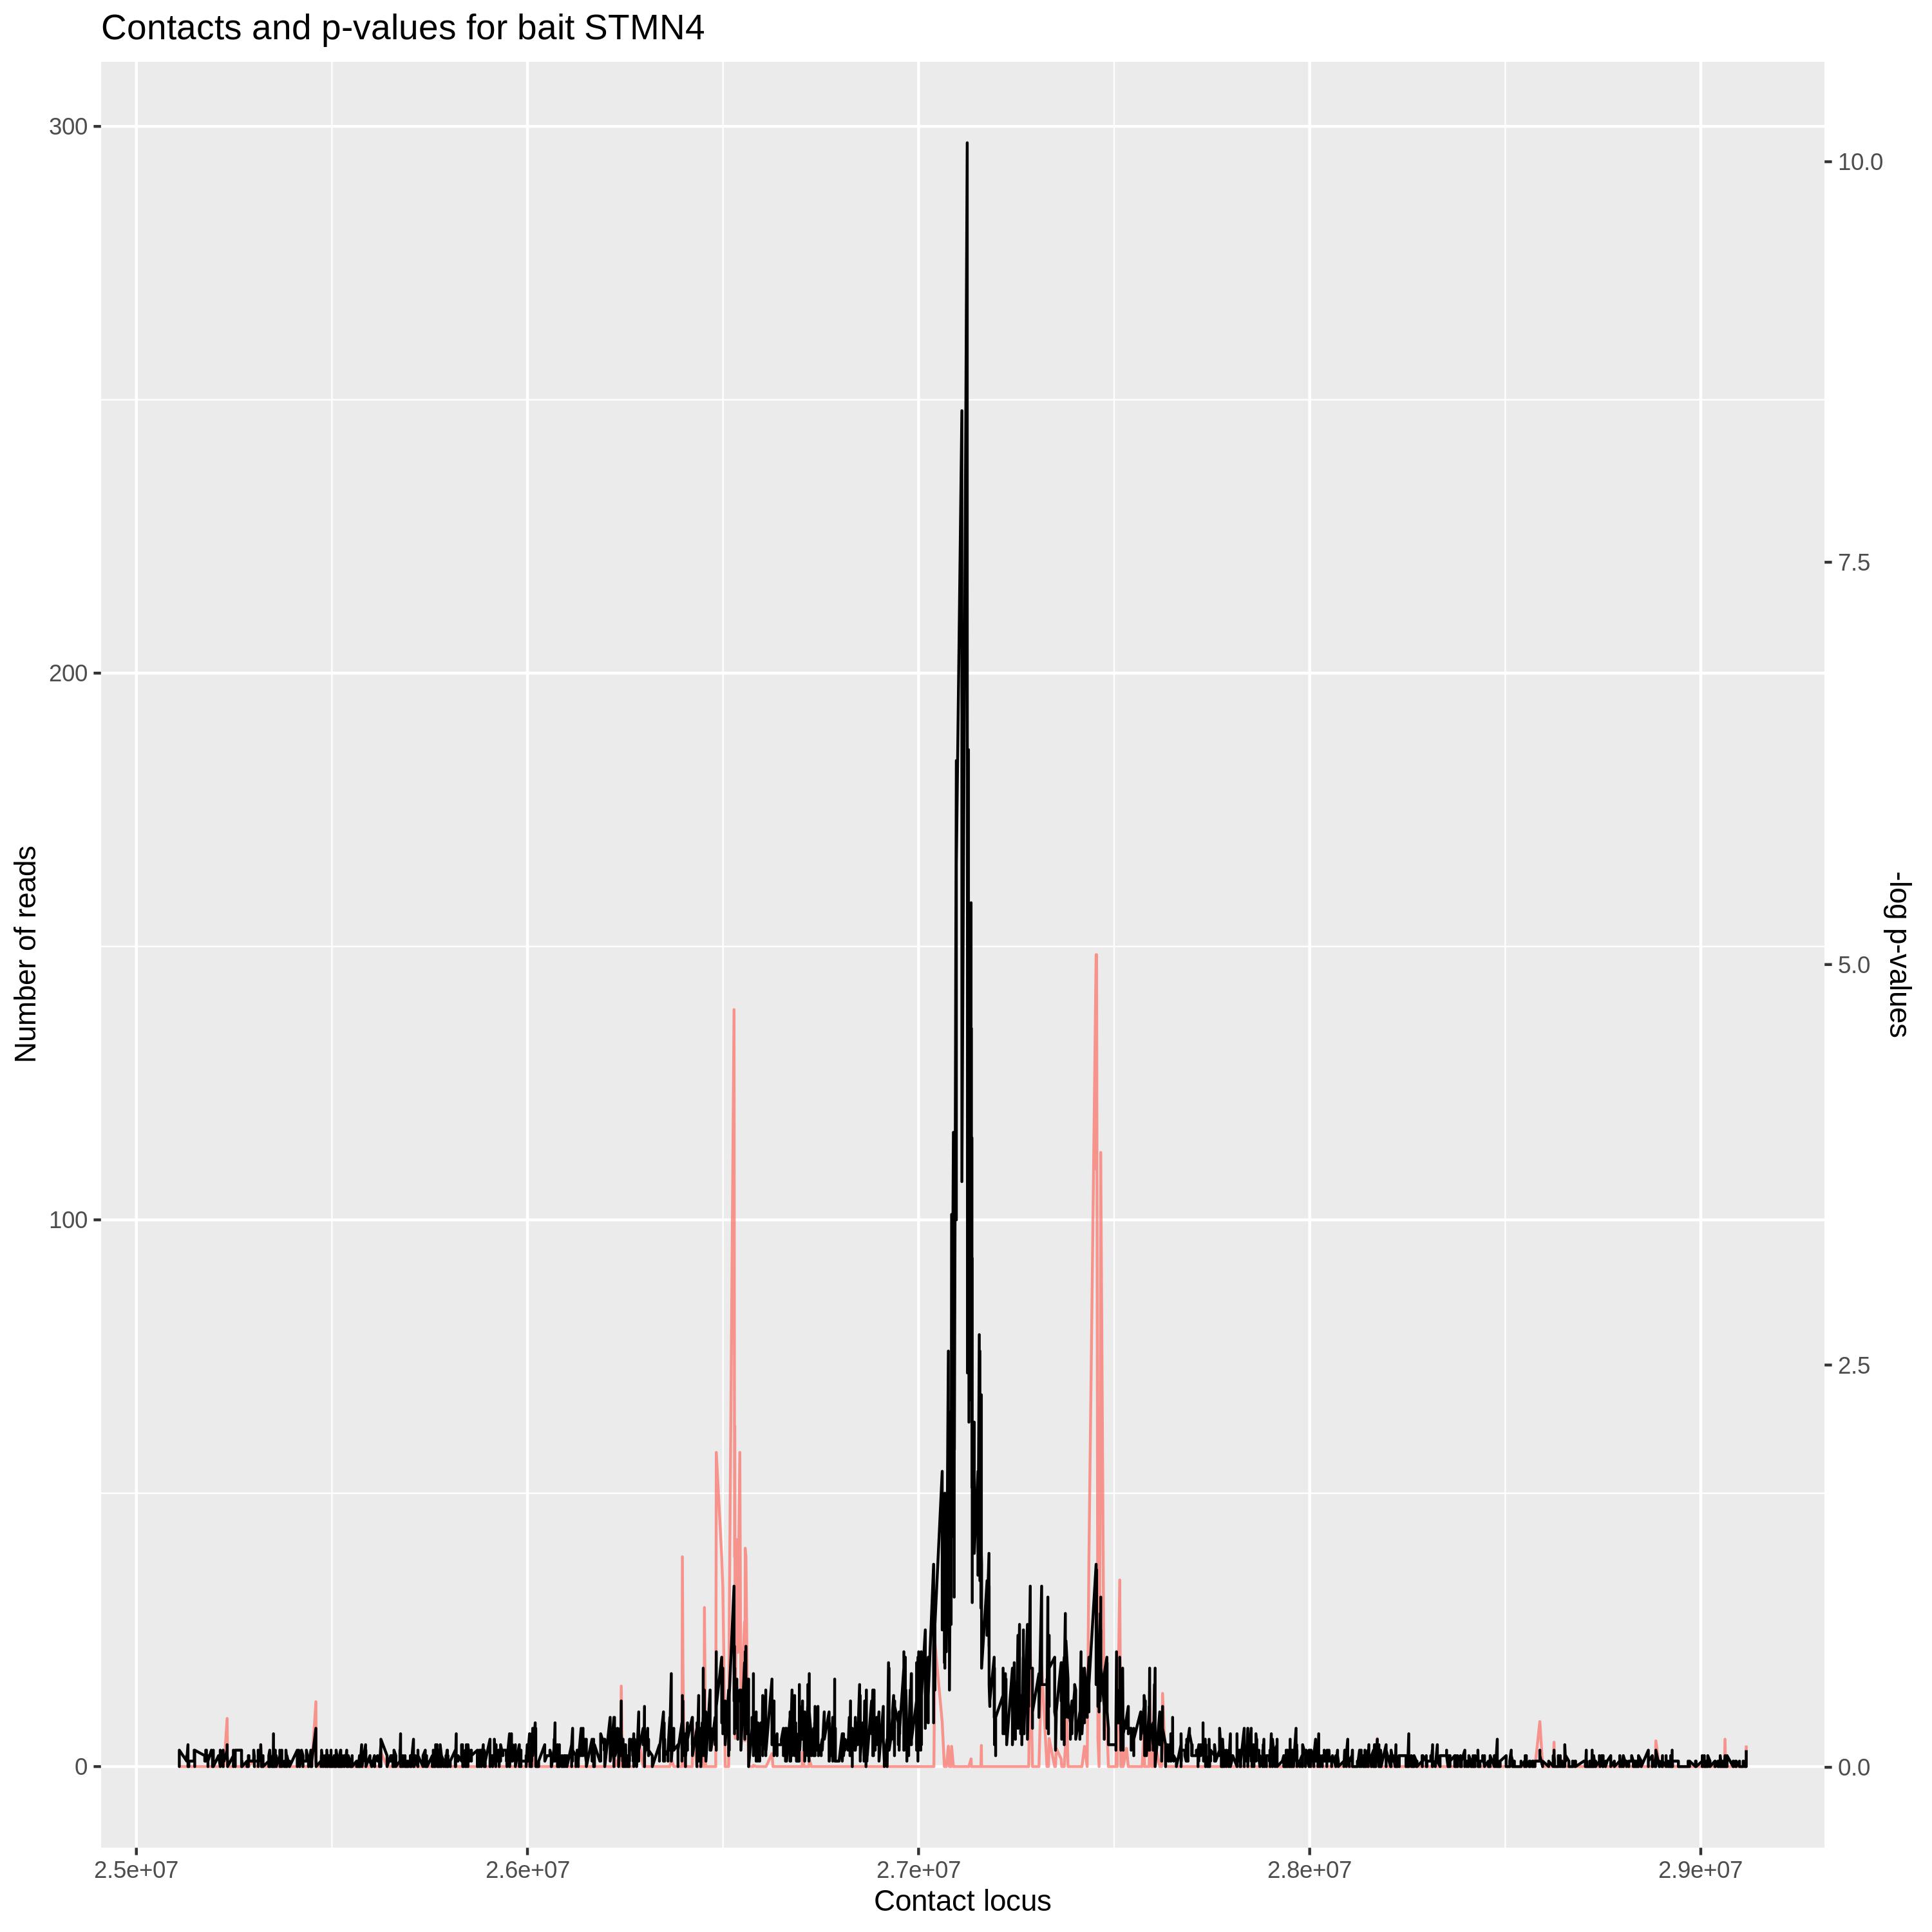 Contacts and p-values for bait STMN4
300
200
100
0
Number of reads
10.0
7.5
5.0
2.5
0.0
-log p-values
2.5e+07
2.6e+07
2.7e+07
2.8e+07
2.9e+07
Contact locus